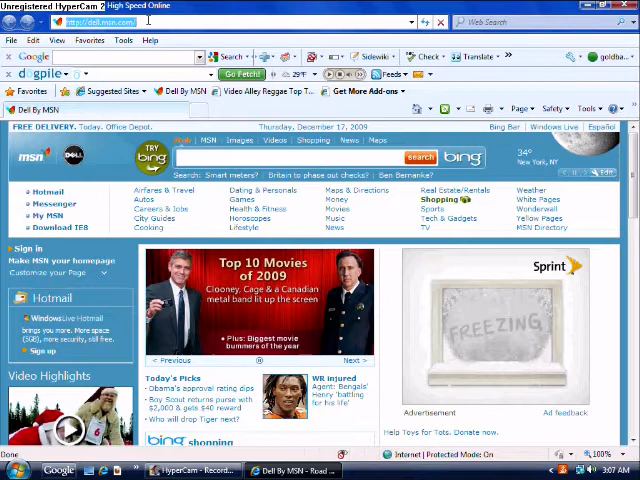 Unregistered HyperCam 2
High Speed Online
http://dell.msn.com/
Web Search
File Edit View Favorites Tools Help
Google Search Sidewiki Check Translate goldba...
dogpile Go Fetch! 29°F Feeds
Favorites Suggested Sites Dell By MSN Video Alley Reggae Top T... Get More Add-ons
Dell By MSN
Page Safety Tools
FREE DELIVERY. Today. Office Depot. Thursday, December 17, 2009 Bing Bar Windows Live Español
MSN Images Videos Shopping News Maps
msn DELL TRY bing search bing
34°
New York, NY
Edit
Search: Smart meters? Britain to phase out checks? Ben Bernanke?
Hotmail
Messenger
My MSN
Download IE8
Airfares & Travel Dating & Personals Maps & Directions Real Estate/Rentals Weather
Autos Games Money Shopping White Pages
Careers & Jobs Health & Fitness Movies Sports Wonderwall
City Guides Horoscopes Music Tech & Gadgets Yellow Pages
Cooking Lifestyle News TV MSN Directory
Sign in
Make MSN your homepage
Customize your Page
Hotmail
Windows Live Hotmail
brings you more. More space
(5GB), more security, still free.
Sign up
Video Highlights
6
Top 10 Movies
of 2009
Clooney, Cage & a Canadian
metal band lit up the screen
• Plus: Biggest movie
bummers of the year
< Previous Next >
Today's Picks
Obama's approval rating dips
Boy Scout returns purse with
$2,000 & gets $40 reward
Who will drop Tiger next?
WR injured
Agent: Bengals'
Henry 'battling
for his life'
bing shopping
Sprint
FREEZING
Advertisement Ad feedback
Help Toys for Tots. Donate now.
Done Internet | Protected Mode: On 100%
Google HyperCam - Record... Dell By MSN - Road ... 3:07 AM